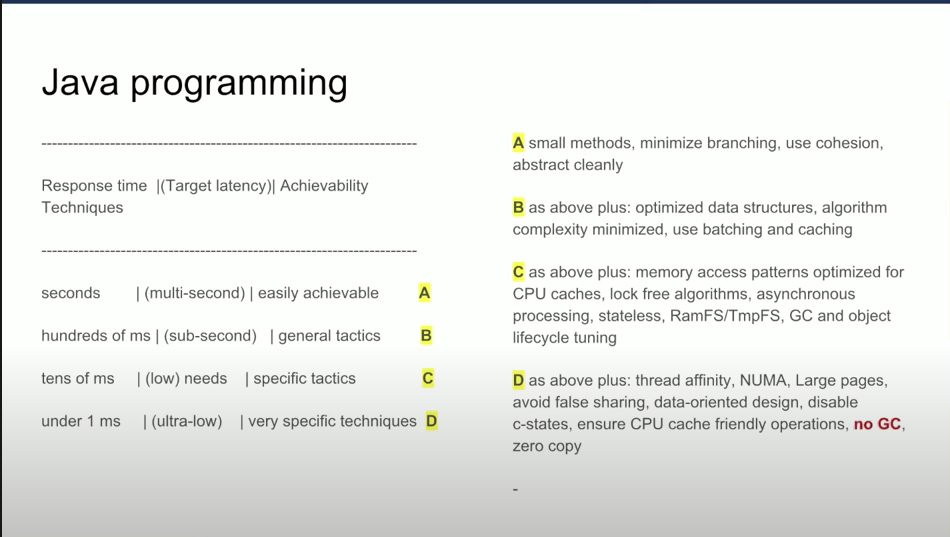 Java programming
-----------------------------------------------------------------------
Response time |(Target latency)| Achievability
Techniques
-----------------------------------------------------------------------
seconds | (multi-second) | easily achievable A
hundreds of ms | (sub-second) | general tactics B
tens of ms | (low) needs | specific tactics C
under 1 ms | (ultra-low) | very specific techniques D
A small methods, minimize branching, use cohesion,
abstract cleanly
B as above plus: optimized data structures, algorithm
complexity minimized, use batching and caching
C as above plus: memory access patterns optimized for
CPU caches, lock free algorithms, asynchronous
processing, stateless, RamFS/TmpFS, GC and object
lifecycle tuning
D as above plus: thread affinity, NUMA, Large pages,
avoid false sharing, data-oriented design, disable
c-states, ensure CPU cache friendly operations, no GC,
zero copy
-